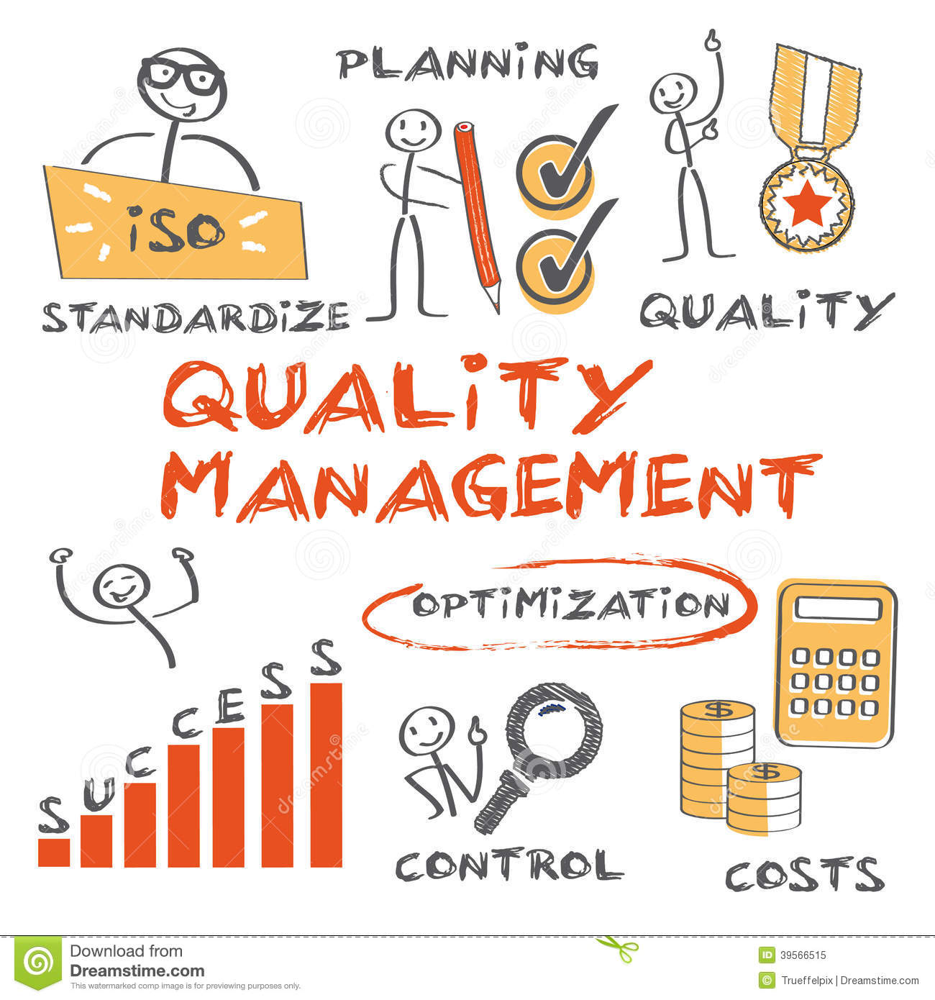 PLANNING
iSO
STANDARDiZE
QUALiTY
QUALiTY
MANAGEMENT
OPTiMiZATiON
SUCCESS
$
$
CONTROL
COSTS
Download from
Dreamstime.com
This watermarked comp image is for previewing purposes only.
ID 39566515
© Trueffelpix | Dreamstime.com